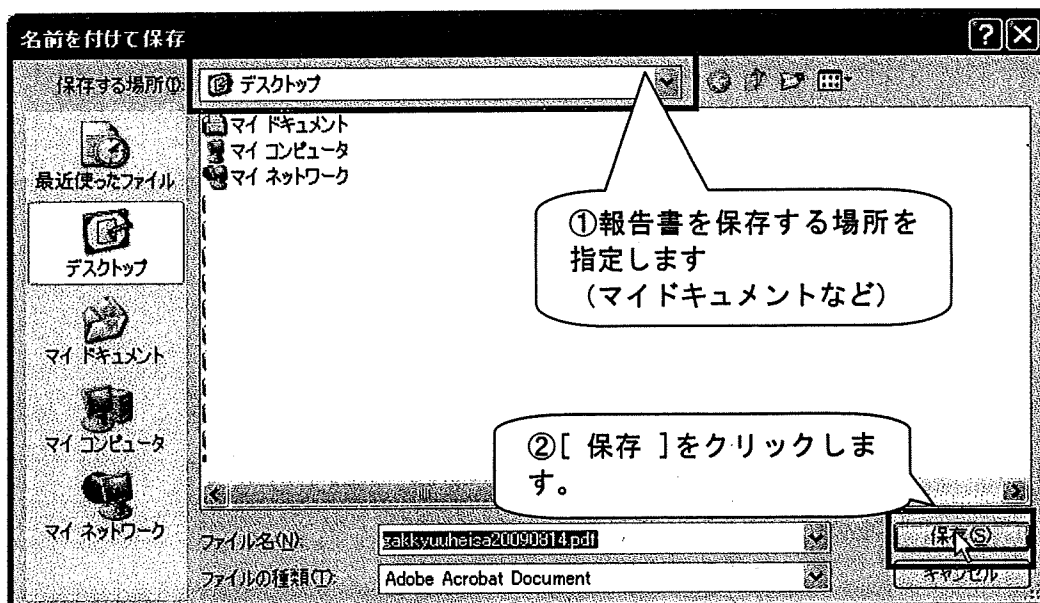 名前を付けて保存
保存する場所(I):
デスクトップ
最近使ったファイル
デスクトップ
マイ ドキュメント
マイ コンピュータ
マイ ネットワーク
マイ ドキュメント
マイ コンピュータ
マイ ネットワーク
①報告書を保存する場所を
指定します
（マイドキュメントなど）
②[ 保存 ]をクリックしま
す。
ファイル名(N):
gakkyuuheisa20090814.pdf
保存(S)
ファイルの種類(T):
Adobe Acrobat Document
キャンセル